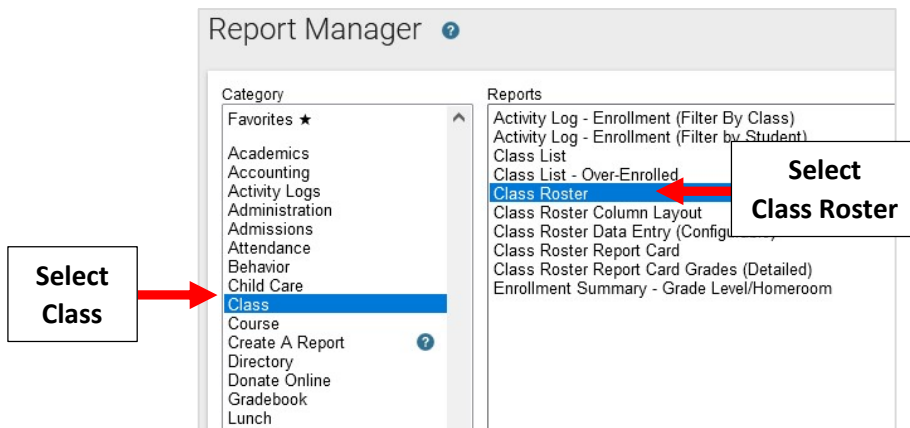 Report Manager ?
Category
Favorites ★
Academics
Accounting
Activity Logs
Administration
Admissions
Attendance
Behavior
Child Care
Class
Course
Create A Report ?
Directory
Donate Online
Gradebook
Lunch
Reports
Activity Log - Enrollment (Filter By Class)
Activity Log - Enrollment (Filter by Student)
Class List
Class List - Over-Enrolled
Class Roster
Class Roster Column Layout
Class Roster Data Entry
Class Roster Report Card
Class Roster Report Card Grades (Detailed)
Enrollment Summary - Grade Level/Homeroom
Select
Class Roster
Select
Class